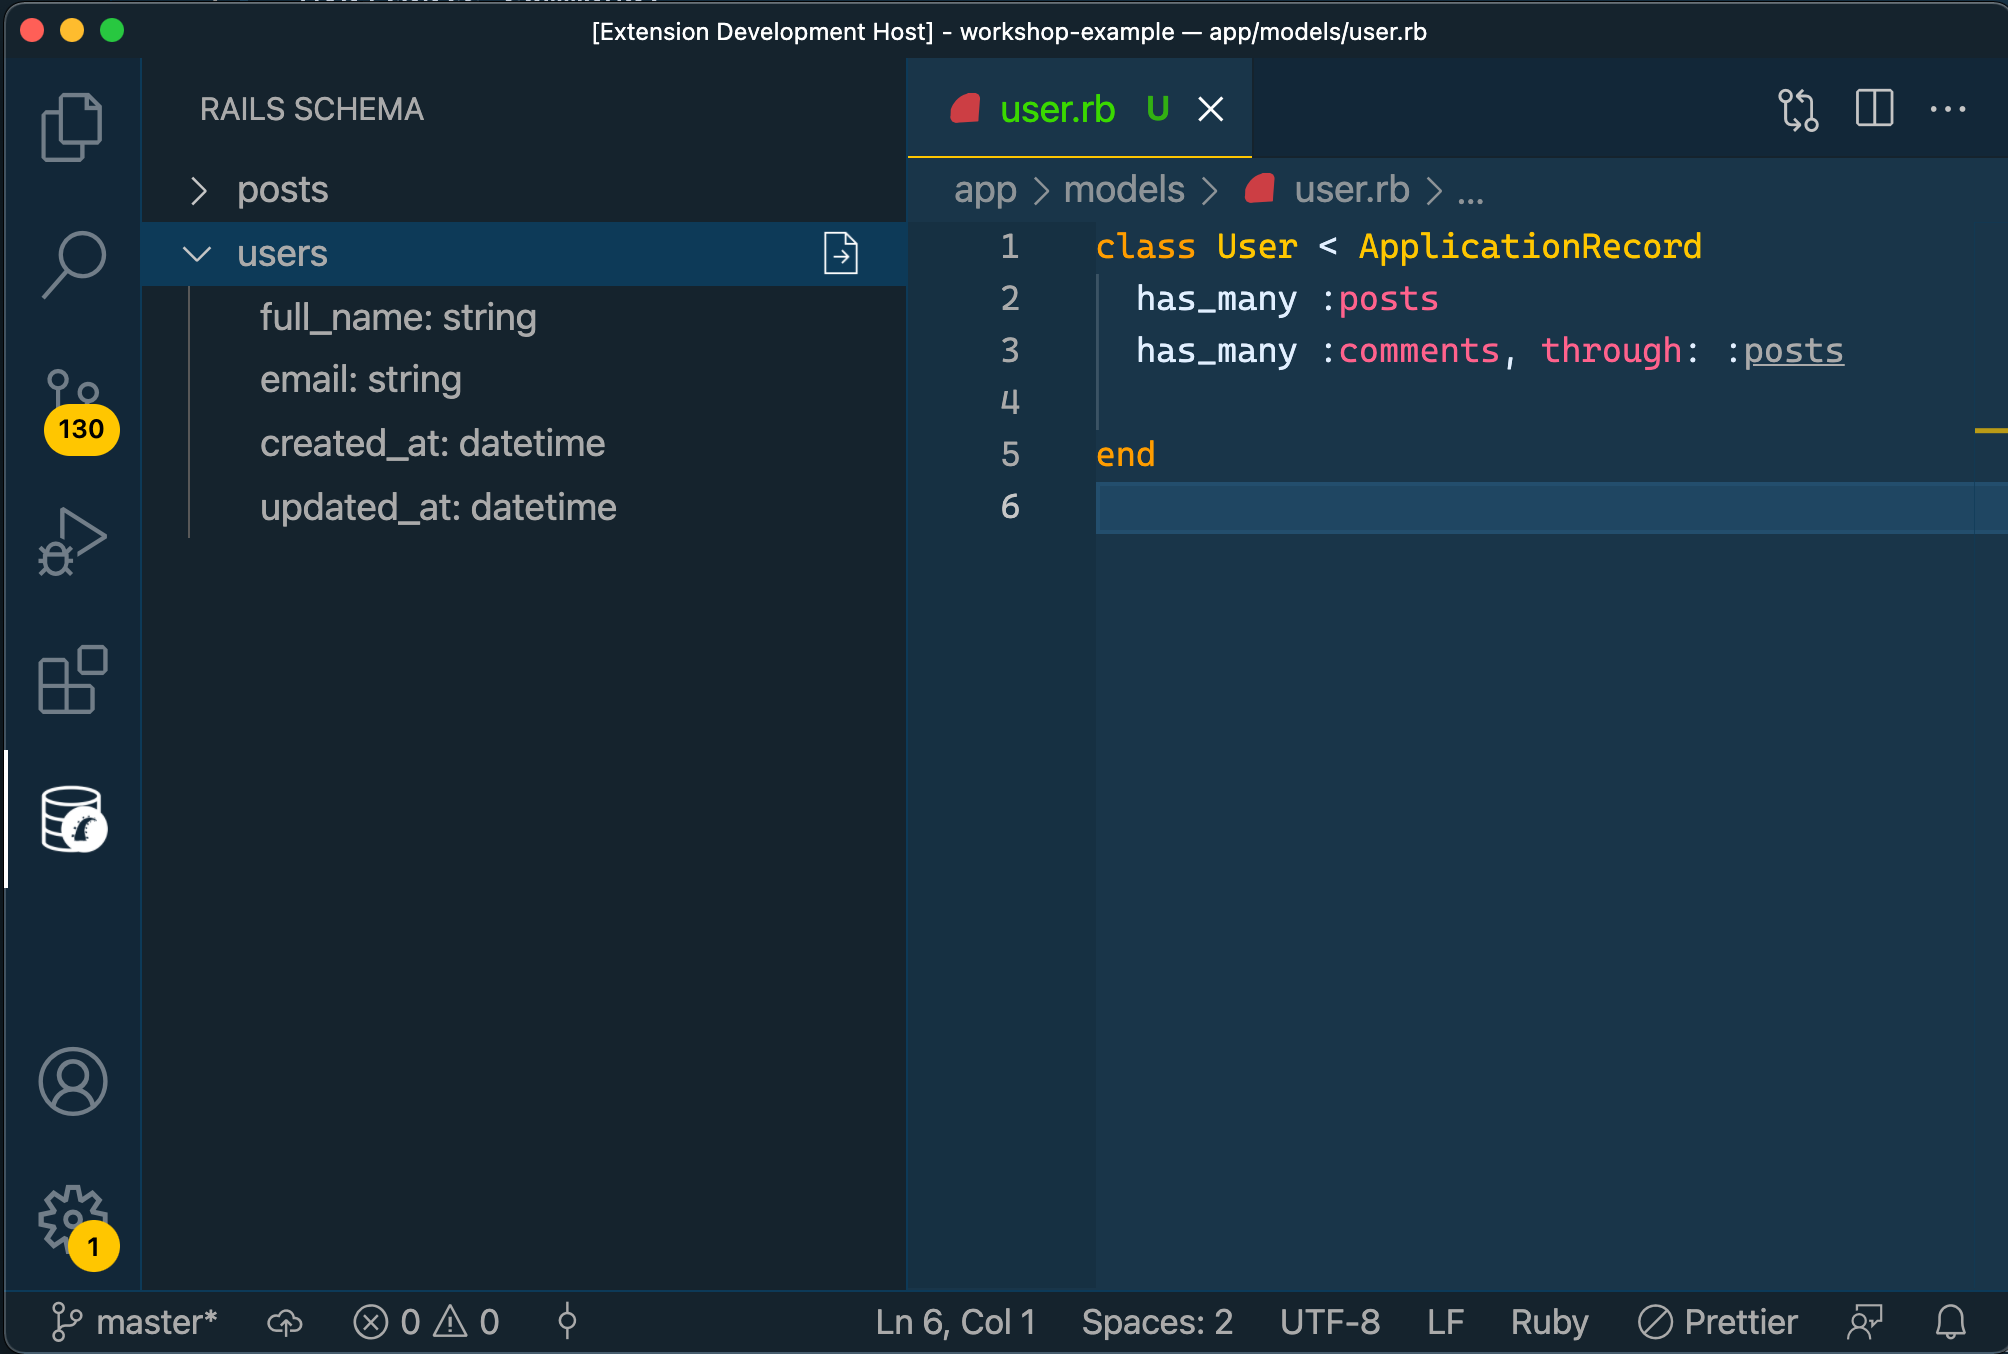 [Extension Development Host] - workshop-example — app/models/user.rb
RAILS SCHEMA
posts
users
full_name: string
email: string
created_at: datetime
updated_at: datetime
130
1
user.rb U
app > models > user.rb > ...
1 class User < ApplicationRecord
2 has_many :posts
3 has_many :comments, through: :posts
4
5 end
6
master* 0 0 Ln 6, Col 1 Spaces: 2 UTF-8 LF Ruby Prettier